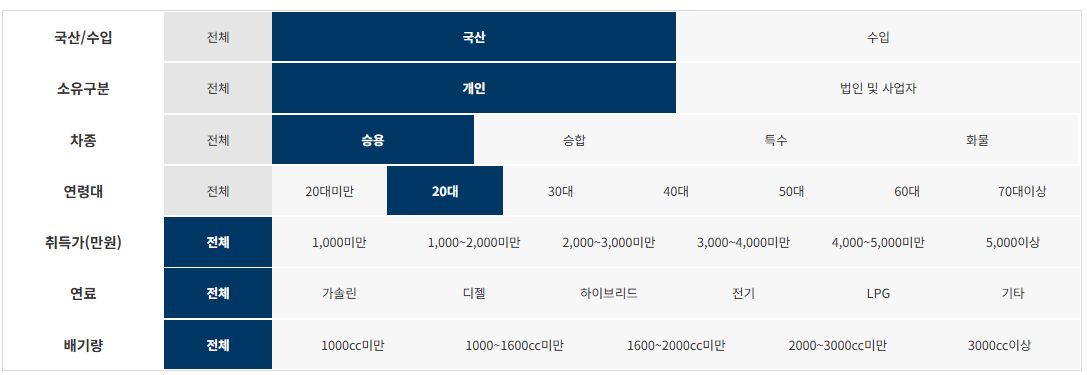 국산/수입 전체 국산 수입
소유구분 전체 개인 법인 및 사업자
차종 전체 승용 승합 특수 화물
연령대 전체 20대미만 20대 30대 40대 50대 60대 70대이상
취득가(만원) 전체 1,000미만 1,000~2,000미만 2,000~3,000미만 3,000~4,000미만 4,000~5,000미만 5,000이상
연료 전체 가솔린 디젤 하이브리드 전기 LPG 기타
배기량 전체 1000cc미만 1000~1600cc미만 1600~2000cc미만 2000~3000cc미만 3000cc이상